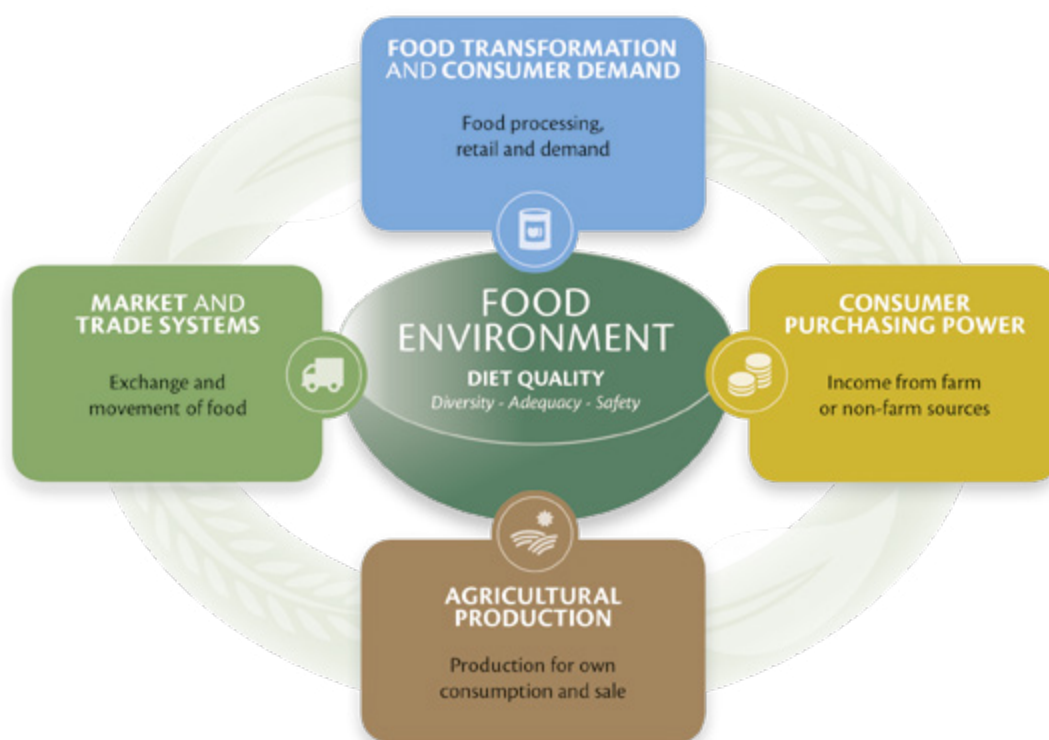 FOOD TRANSFORMATION
AND CONSUMER DEMAND
Food processing,
retail and demand
MARKET AND
TRADE SYSTEMS
Exchange and
movement of food
FOOD
ENVIRONMENT
DIET QUALITY
Diversity - Adequacy - Safety
CONSUMER
PURCHASING POWER
Income from farm
or non-farm sources
AGRICULTURAL
PRODUCTION
Production for own
consumption and sale